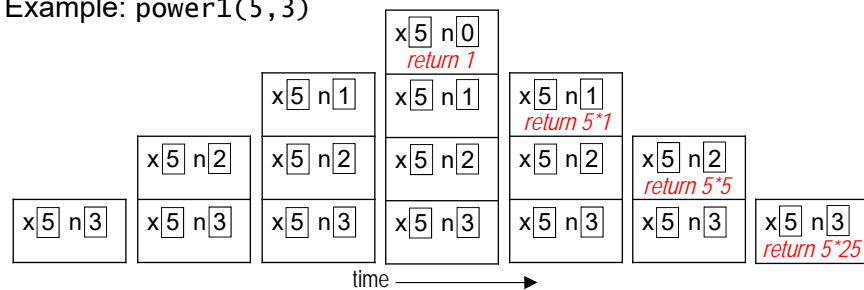 Example: power1(5,3)
x 5 n 0
return 1
x 5 n 1
x 5 n 1
x 5 n 1
return 5*1
x 5 n 2
x 5 n 2
x 5 n 2
x 5 n 2
x 5 n 2
return 5*5
x 5 n 3
x 5 n 3
x 5 n 3
x 5 n 3
x 5 n 3
x 5 n 3
x 5 n 3
return 5*25
time